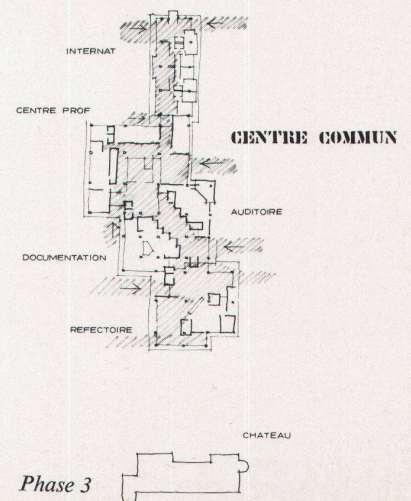 INTERNAT
CENTRE PROF
CENTRE COMMUN
AUDITOIRE
DOCUMENTATION
REFECTOIRE
CHATEAU
Phase 3